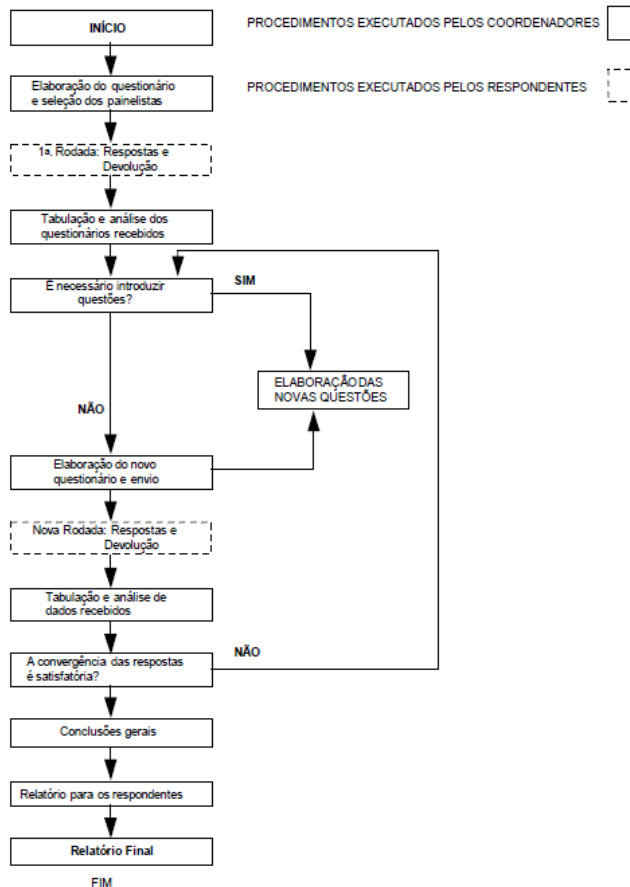 INÍCIO
PROCEDIMENTOS EXECUTADOS PELOS COORDENADORES
Elaboração do questionário
e seleção dos painelistas
PROCEDIMENTOS EXECUTADOS PELOS RESPONDENTES
1ª. Rodada: Respostas e
Devolução
Tabulação e análise dos
questionários recebidos
É necessário introduzir
questões?
SIM
ELABORAÇÃO DAS
NOVAS QUESTÕES
NÃO
Elaboração do novo
questionário e envio
Nova Rodada: Respostas e
Devolução
Tabulação e análise de
dados recebidos
A convergência das respostas
é satisfatória?
NÃO
Conclusões gerais
Relatório para os respondentes
Relatório Final
FIM